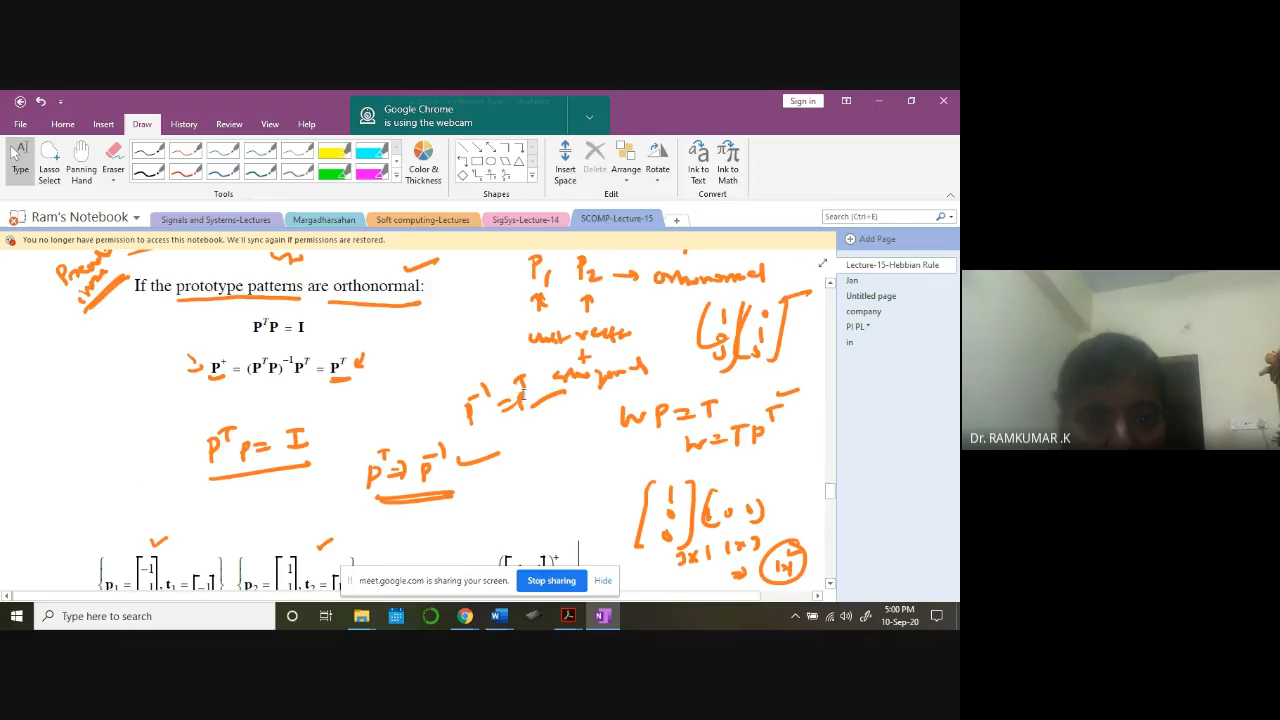 Google Chrome
is using the webcam
Sign in
File Home Insert Draw History Review View Help
Type
Lasso Select
Panning Hand
Eraser
Color & Thickness
Insert Space
Delete
Arrange
Rotate
Ink to Text
Ink to Math
Tools
Shapes
Edit
Convert
Ram's Notebook
Signals and Systems-Lectures
Margadharsahan
Soft computing-Lectures
SigSys-Lecture-14
SCOMP-Lecture-15
Search (Ctrl+E)
You no longer have permission to access this notebook. We'll sync again if permissions are restored.
Add Page
Lecture-15-Hebbian Rule
Jan
Untitled page
company
PI PL *
in
P1 P2 → orthonormal
If the prototype patterns are orthonormal:
P^T P = I
P^+ = (P^T P)^-1 P^T = P^T
P^-1 = P^T
W P = T
W = T P^T
P^T P = I
P^T ⇒ P^-1
3x1 1x3
meet.google.com is sharing your screen.
Stop sharing
Hide
Type here to search
5:00 PM
10-Sep-20
Dr. RAMKUMAR .K